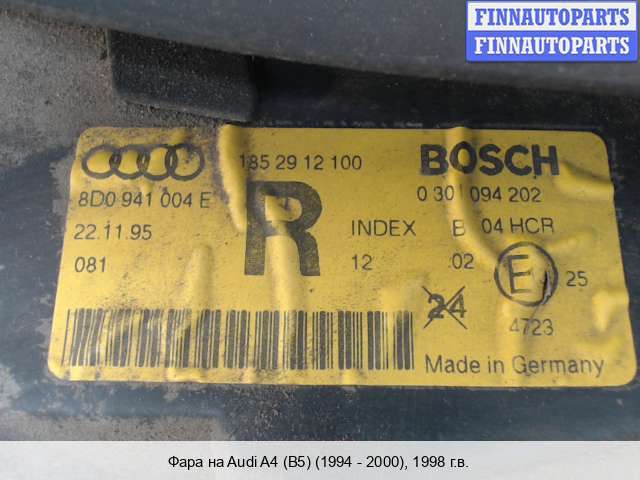 FINNAUTOPARTS
FINNAUTOPARTS
185 29 12 100 BOSCH
8D0 941 004 E R 0 301 094 202
22.11.95 INDEX B 04 HCR
081 12 .02 E 25
24 4723
Made in Germany
Фара на Audi A4 (B5) (1994 - 2000), 1998 г.в.